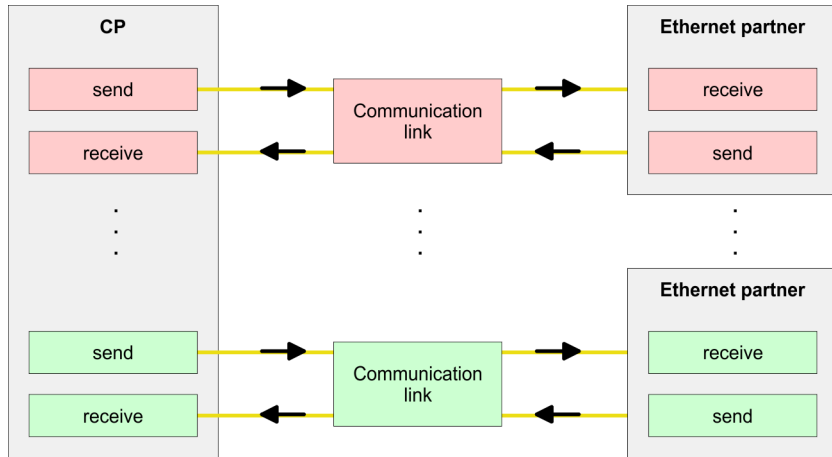 CP
Ethernet partner
send
Communication
link
receive
receive
send
Ethernet partner
send
Communication
link
receive
receive
send